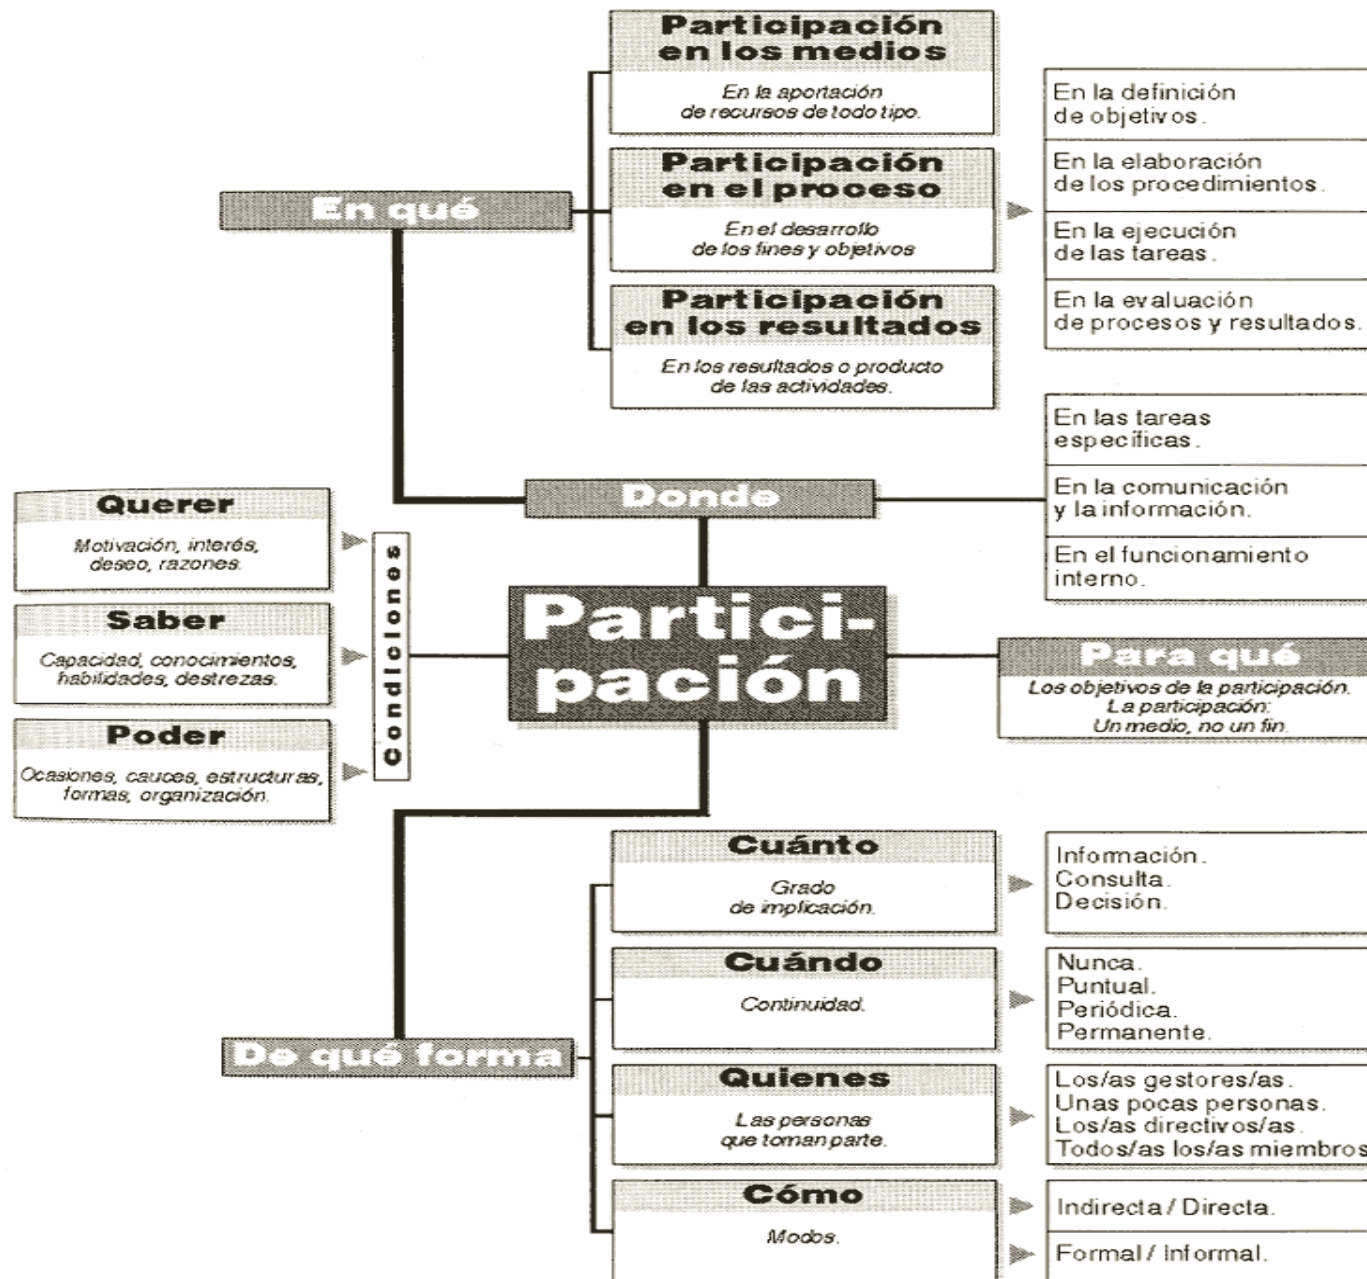 Participación
en los medios
En la aportación
de recursos de todo tipo.
Participación
en el proceso
En el desarrollo
de los fines y objetivos
Participación
en los resultados
En los resultados o producto
de las actividades.
En qué
En la definición
de objetivos.
En la elaboración
de los procedimientos.
En la ejecución
de las tareas.
En la evaluación
de procesos y resultados.
Donde
En las tareas
específicas.
En la comunicación
y la información.
En el funcionamiento
interno.
Querer
Motivación, interés,
deseo, razones.
Saber
Capacidad, conocimientos,
habilidades, destrezas.
Poder
Ocasiones, cauces, estructuras,
formas, organización.
Condiciones
Partici-
pación
Para qué
Los objetivos de la participación.
La participación:
Un medio, no un fin.
De qué forma
Cuánto
Grado
de implicación.
Información.
Consulta.
Decisión.
Cuándo
Continuidad.
Nunca.
Puntual.
Periódica.
Permanente.
Quienes
Las personas
que toman parte.
Los/as gestores/as.
Unas pocas personas.
Los/as directivos/as.
Todos/as los/as miembros
Cómo
Modos.
Indirecta / Directa.
Formal / Informal.